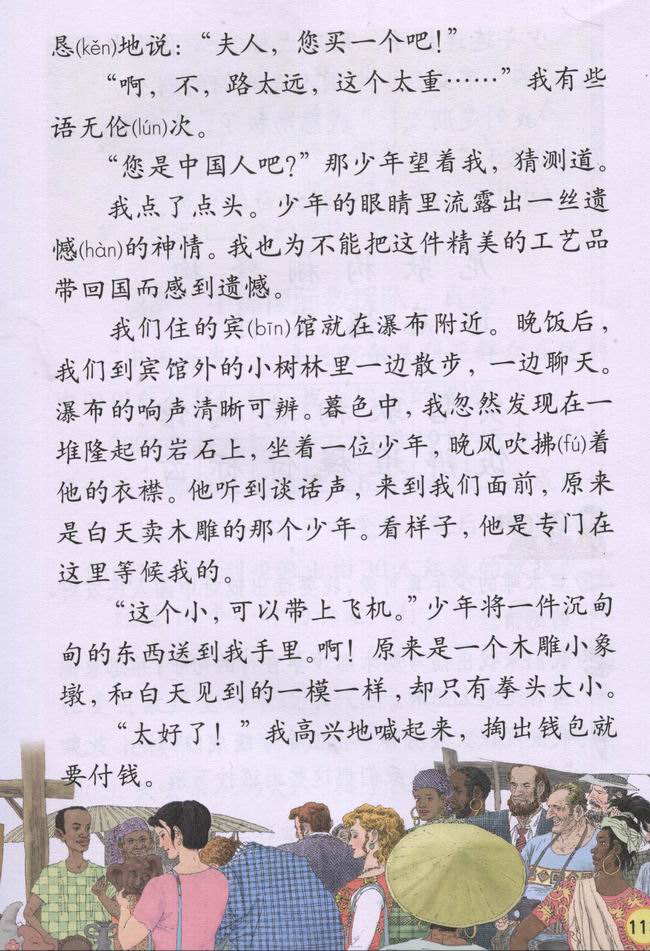 恳(kěn)地说：“夫人，您买一个吧！”
“啊，不，路太远，这个太重……”我有些
语无伦(lún)次。
“您是中国人吧？”那少年望着我，猜测道。
我点了点头。少年的眼睛里流露出一丝遗
憾(hàn)的神情。我也为不能把这件精美的工艺品
带回国而感到遗憾。
我们住的宾(bīn)馆就在瀑布附近。晚饭后，
我们到宾馆外的小树林里一边散步，一边聊天。
瀑布的响声清晰可辨。暮色中，我忽然发现在一
堆隆起的岩石上，坐着一位少年，晚风吹拂(fú)着
他的衣襟。他听到谈话声，来到我们面前，原来
是白天卖木雕的那个少年。看样子，他是专门在
这里等候我的。
“这个小，可以带上飞机。”少年将一件沉甸
甸的东西送到我手里。啊！原来是一个木雕小象
墩，和白天见到的一模一样，却只有拳头大小。
“太好了！”我高兴地喊起来，掏出钱包就
要付钱。
11